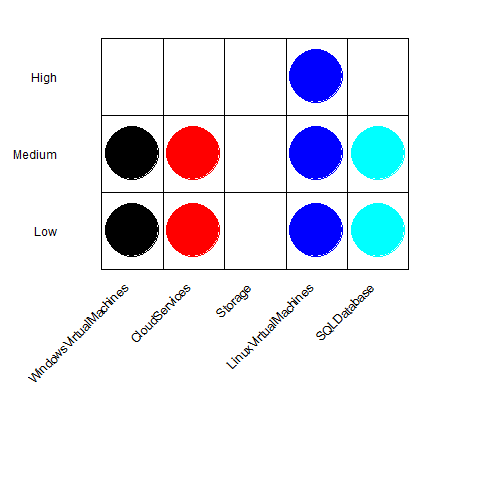 High
Medium
Low
WindowsVirtualMachines
CloudServices
Storage
LinuxVirtualMachines
SQLDatabase